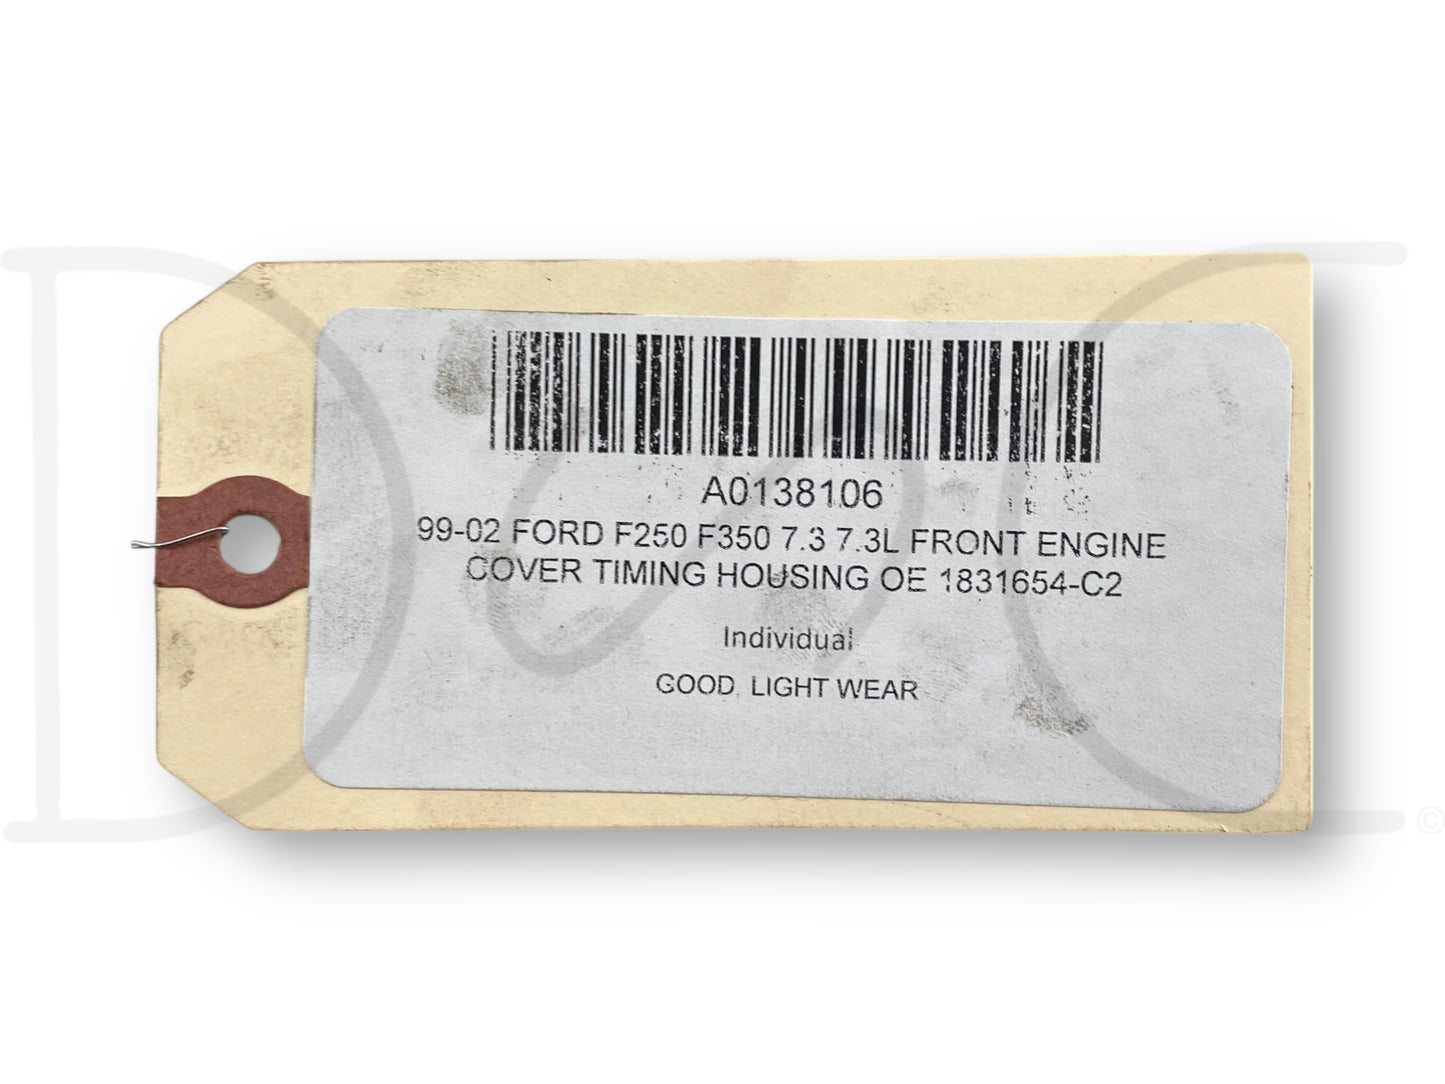 A0138106
99-02 FORD F250 F350 7.3 7.3L FRONT ENGINE
COVER TIMING HOUSING OE 1831654-C2
Individual
GOOD, LIGHT WEAR
©